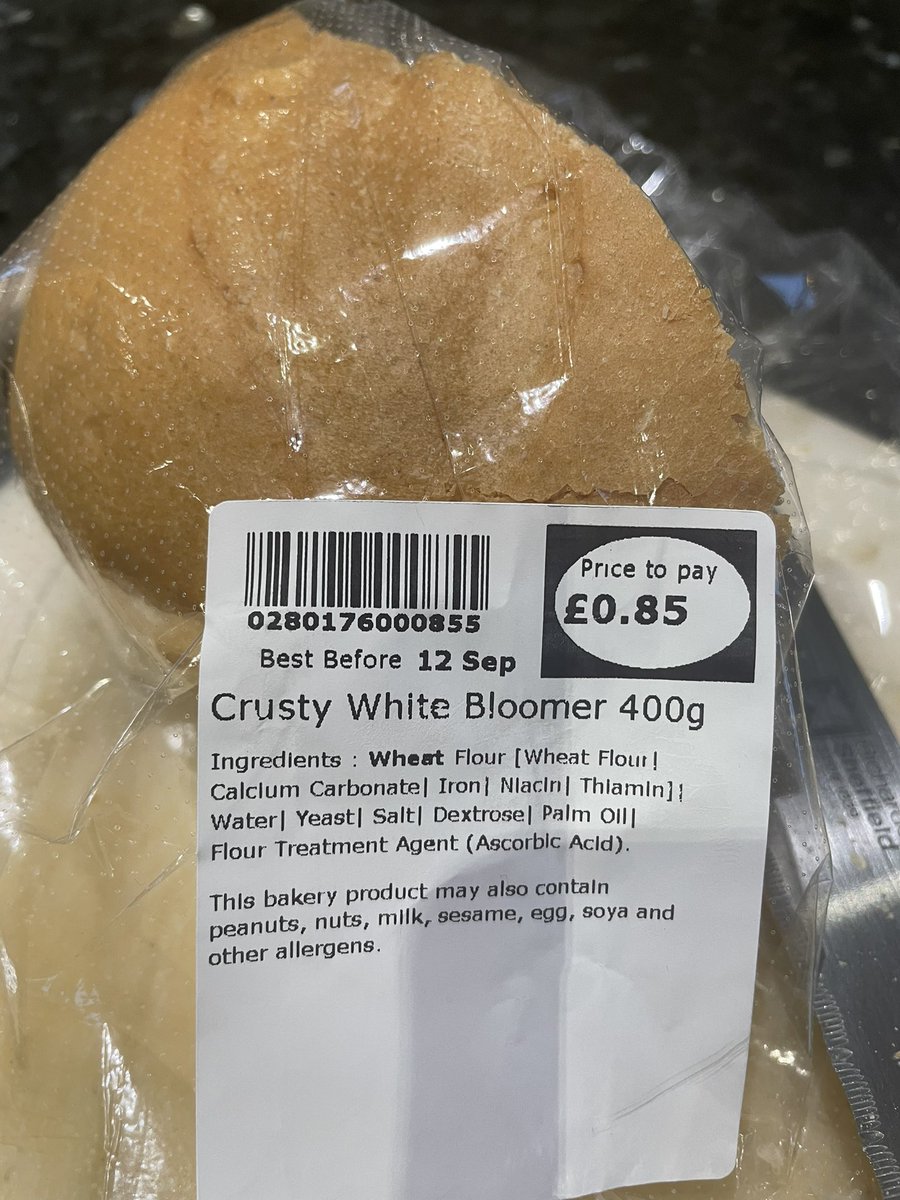 0280176000855
Price to pay
£0.85
Best Before 12 Sep
Crusty White Bloomer 400g
Ingredients : Wheat Flour [Wheat Flour|
Calcium Carbonate| Iron| Niacin| Thiamin]|
Water| Yeast| Salt| Dextrose| Palm Oil|
Flour Treatment Agent (Ascorbic Acid).
This bakery product may also contain
peanuts, nuts, milk, sesame, egg, soya and
other allergens.